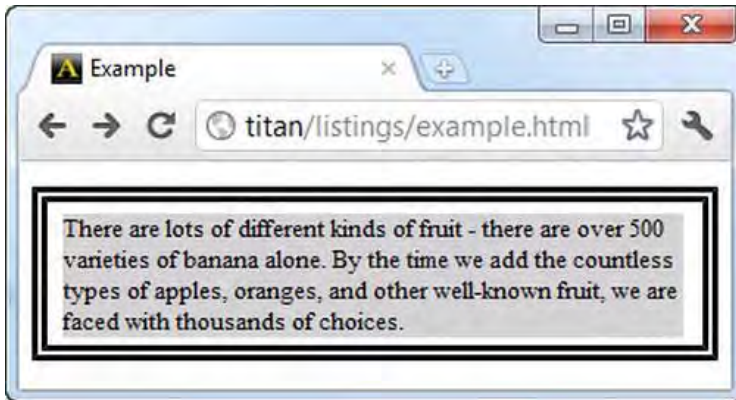 Example
titan/listings/example.html
There are lots of different kinds of fruit - there are over 500
varieties of banana alone. By the time we add the countless
types of apples, oranges, and other well-known fruit, we are
faced with thousands of choices.